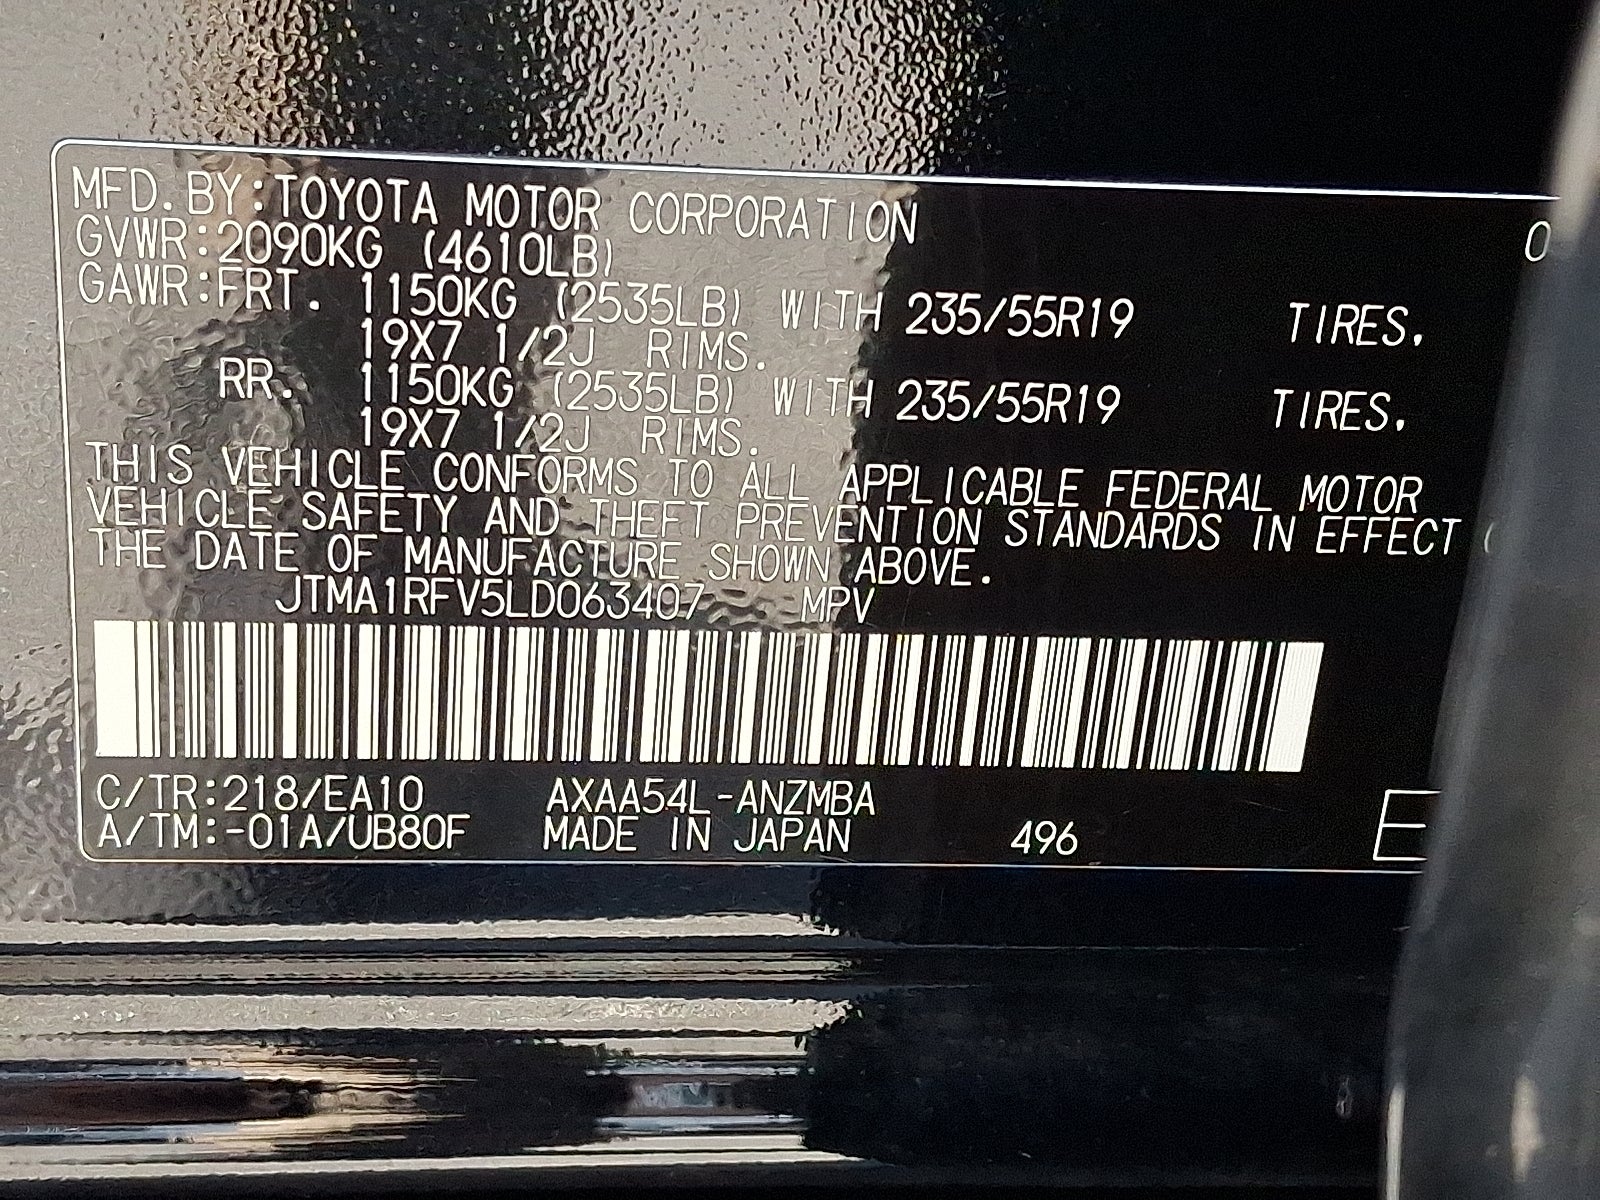 MFD.BY:TOYOTA MOTOR CORPORATION 0
GVWR:2090KG (4610LB)
GAWR:FRT. 1150KG (2535LB) WITH 235/55R19 TIRES.
19X7 1/2J RIMS.
RR. 1150KG (2535LB) WITH 235/55R19 TIRES.
19X7 1/2J RIMS.
THIS VEHICLE CONFORMS TO ALL APPLICABLE FEDERAL MOTOR
VEHICLE SAFETY AND THEFT PREVENTION STANDARDS IN EFFECT
THE DATE OF MANUFACTURE SHOWN ABOVE.
JTMA1RFV5LD063407 MPV
C/TR:218/EA10 AXAA54L-ANZMBA
A/TM:-01A/UB80F MADE IN JAPAN 496
E